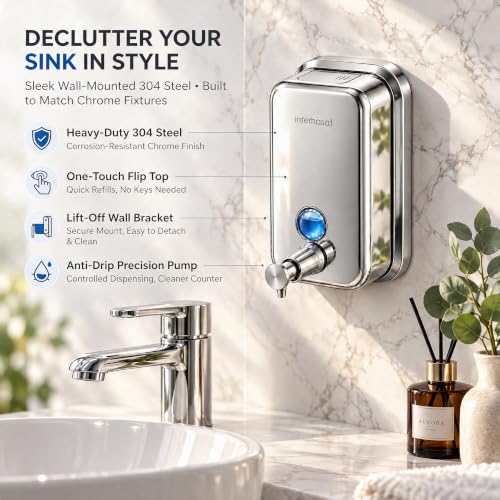 DECLUTTER YOUR
SINK IN STYLE
Sleek Wall-Mounted 304 Steel • Built
to Match Chrome Fixtures
Heavy-Duty 304 Steel
Corrosion-Resistant Chrome Finish
One-Touch Flip Top
Quick Refills, No Keys Needed
Lift-Off Wall Bracket
Secure Mount, Easy to Detach
& Clean
Anti-Drip Precision Pump
Controlled Dispensing, Cleaner Counter
interhasa!
AURORA